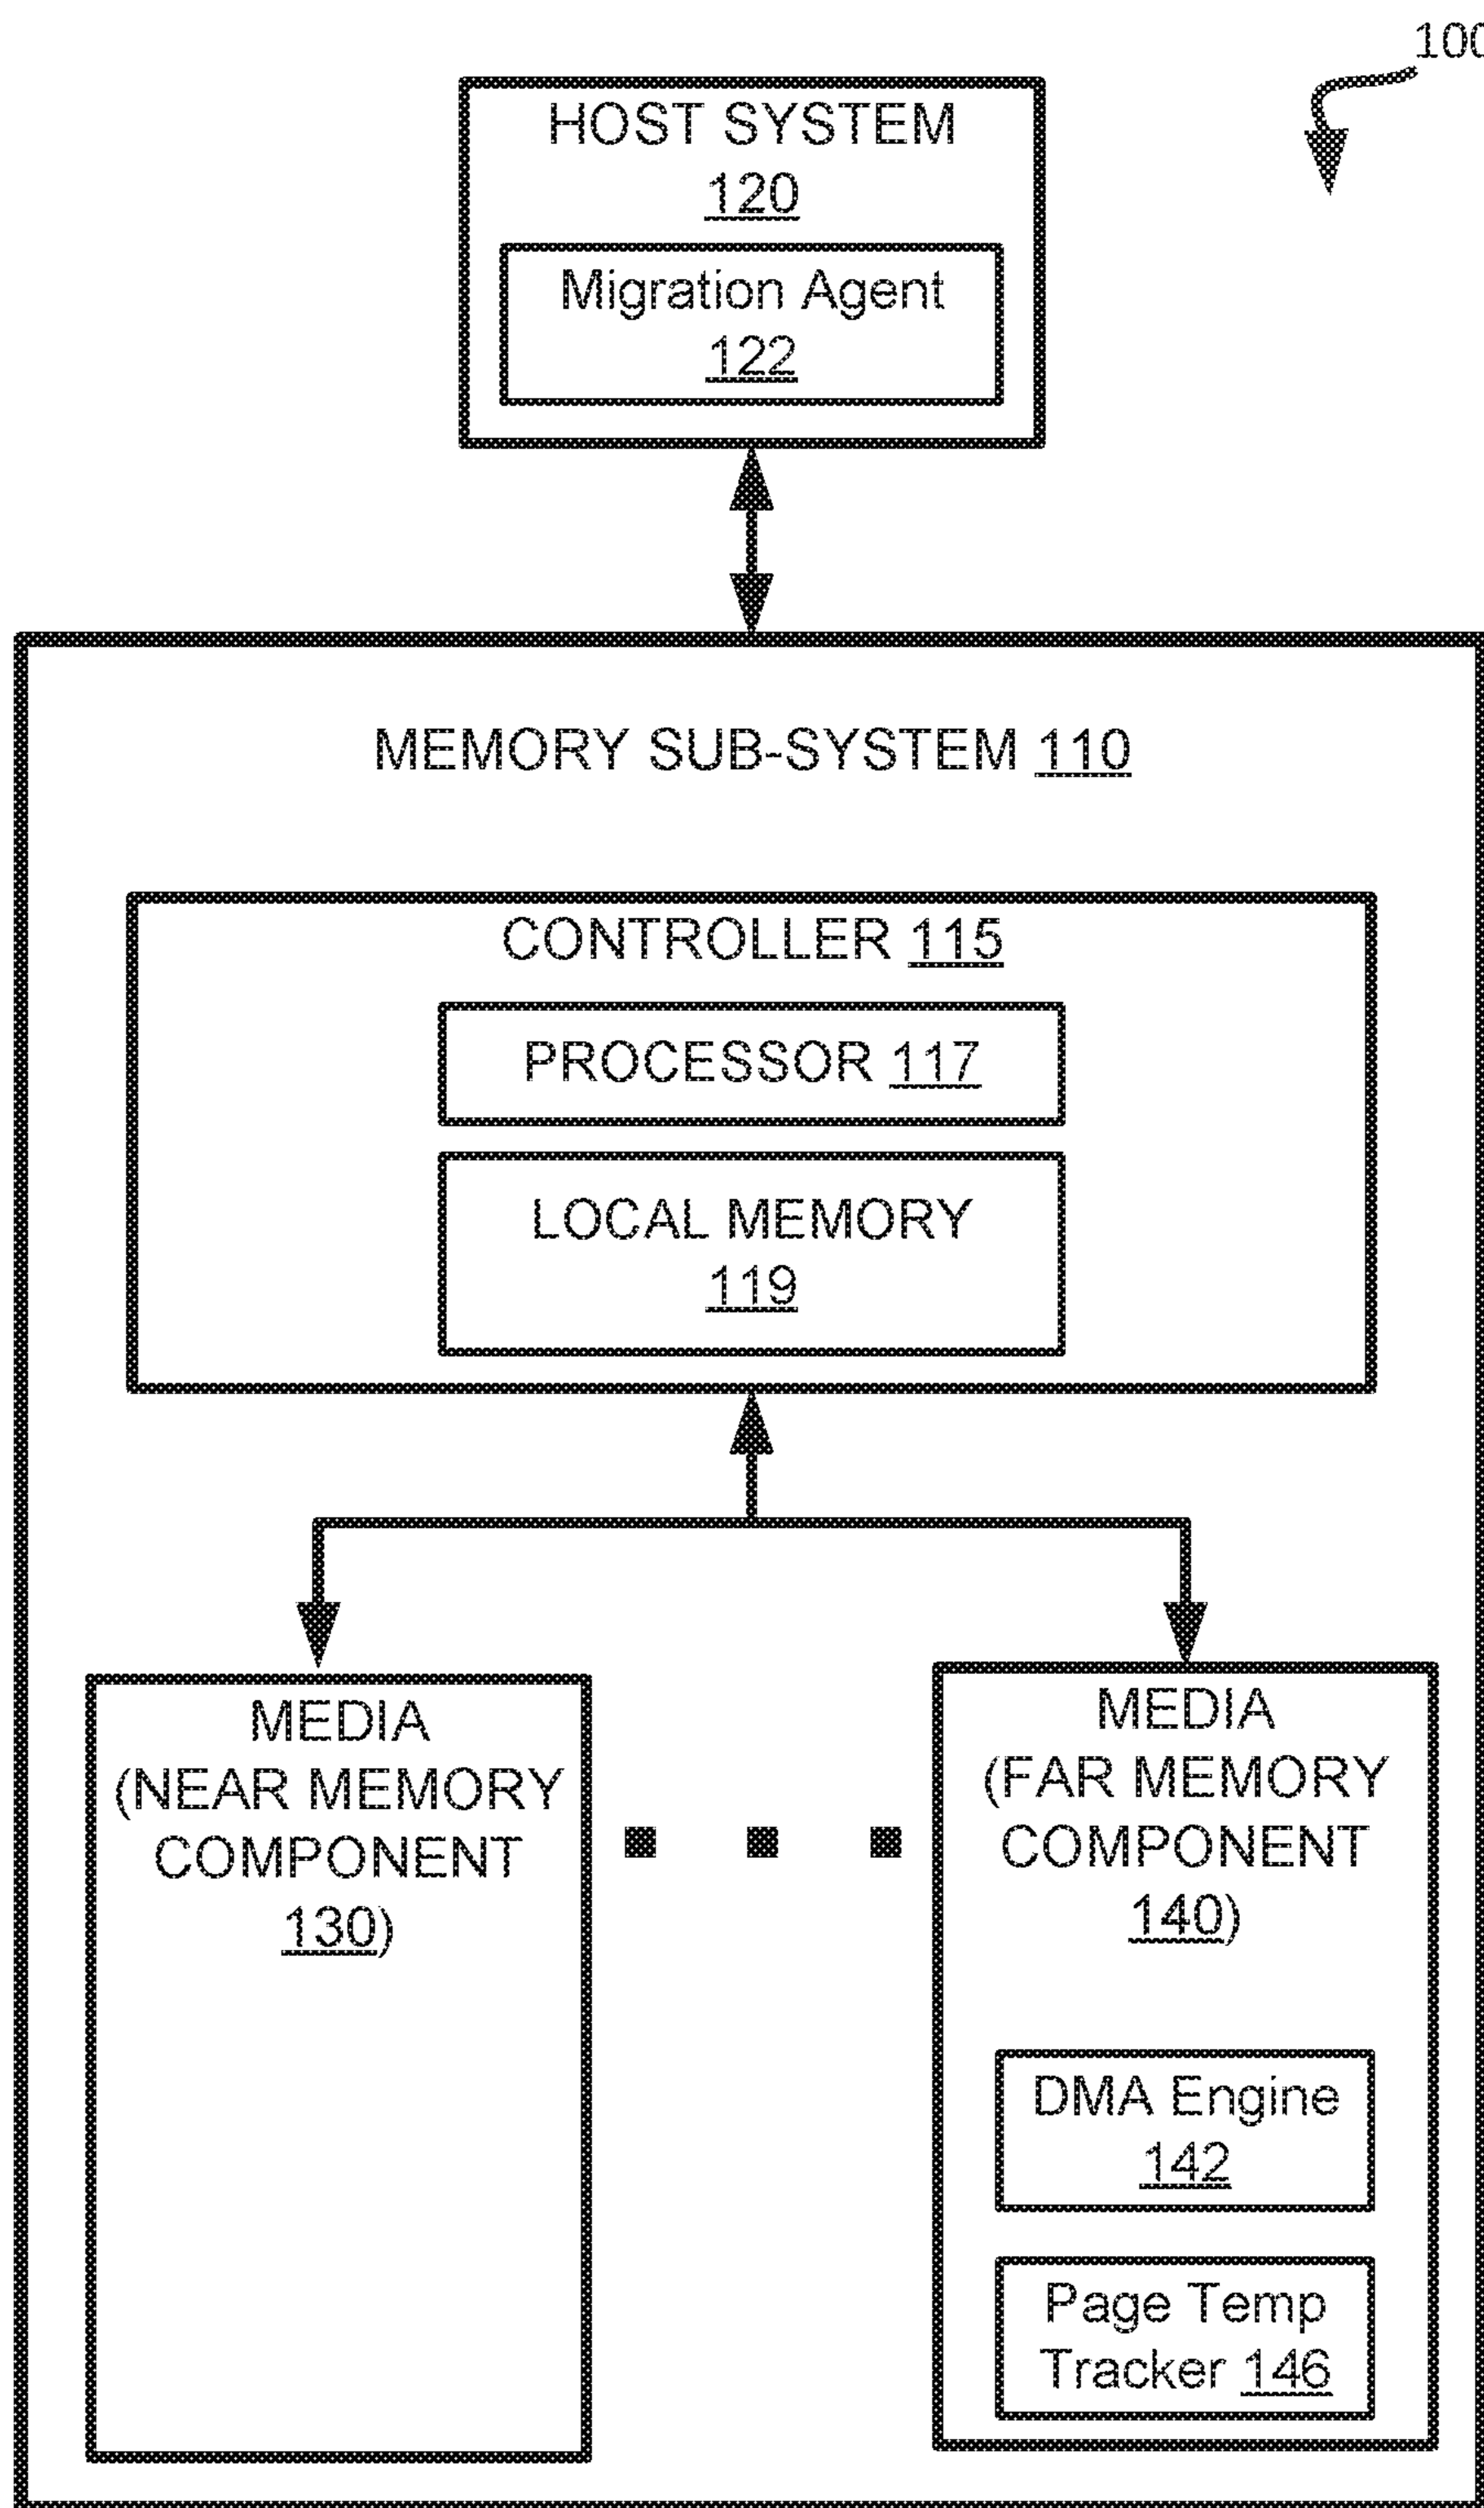 100
HOST SYSTEM
120
Migration Agent
122
MEMORY SUB-SYSTEM 110
CONTROLLER 115
PROCESSOR 117
LOCAL MEMORY
119
MEDIA
(NEAR MEMORY
COMPONENT
130)
MEDIA
(FAR MEMORY
COMPONENT
140)
DMA Engine
142
Page Temp
Tracker 146